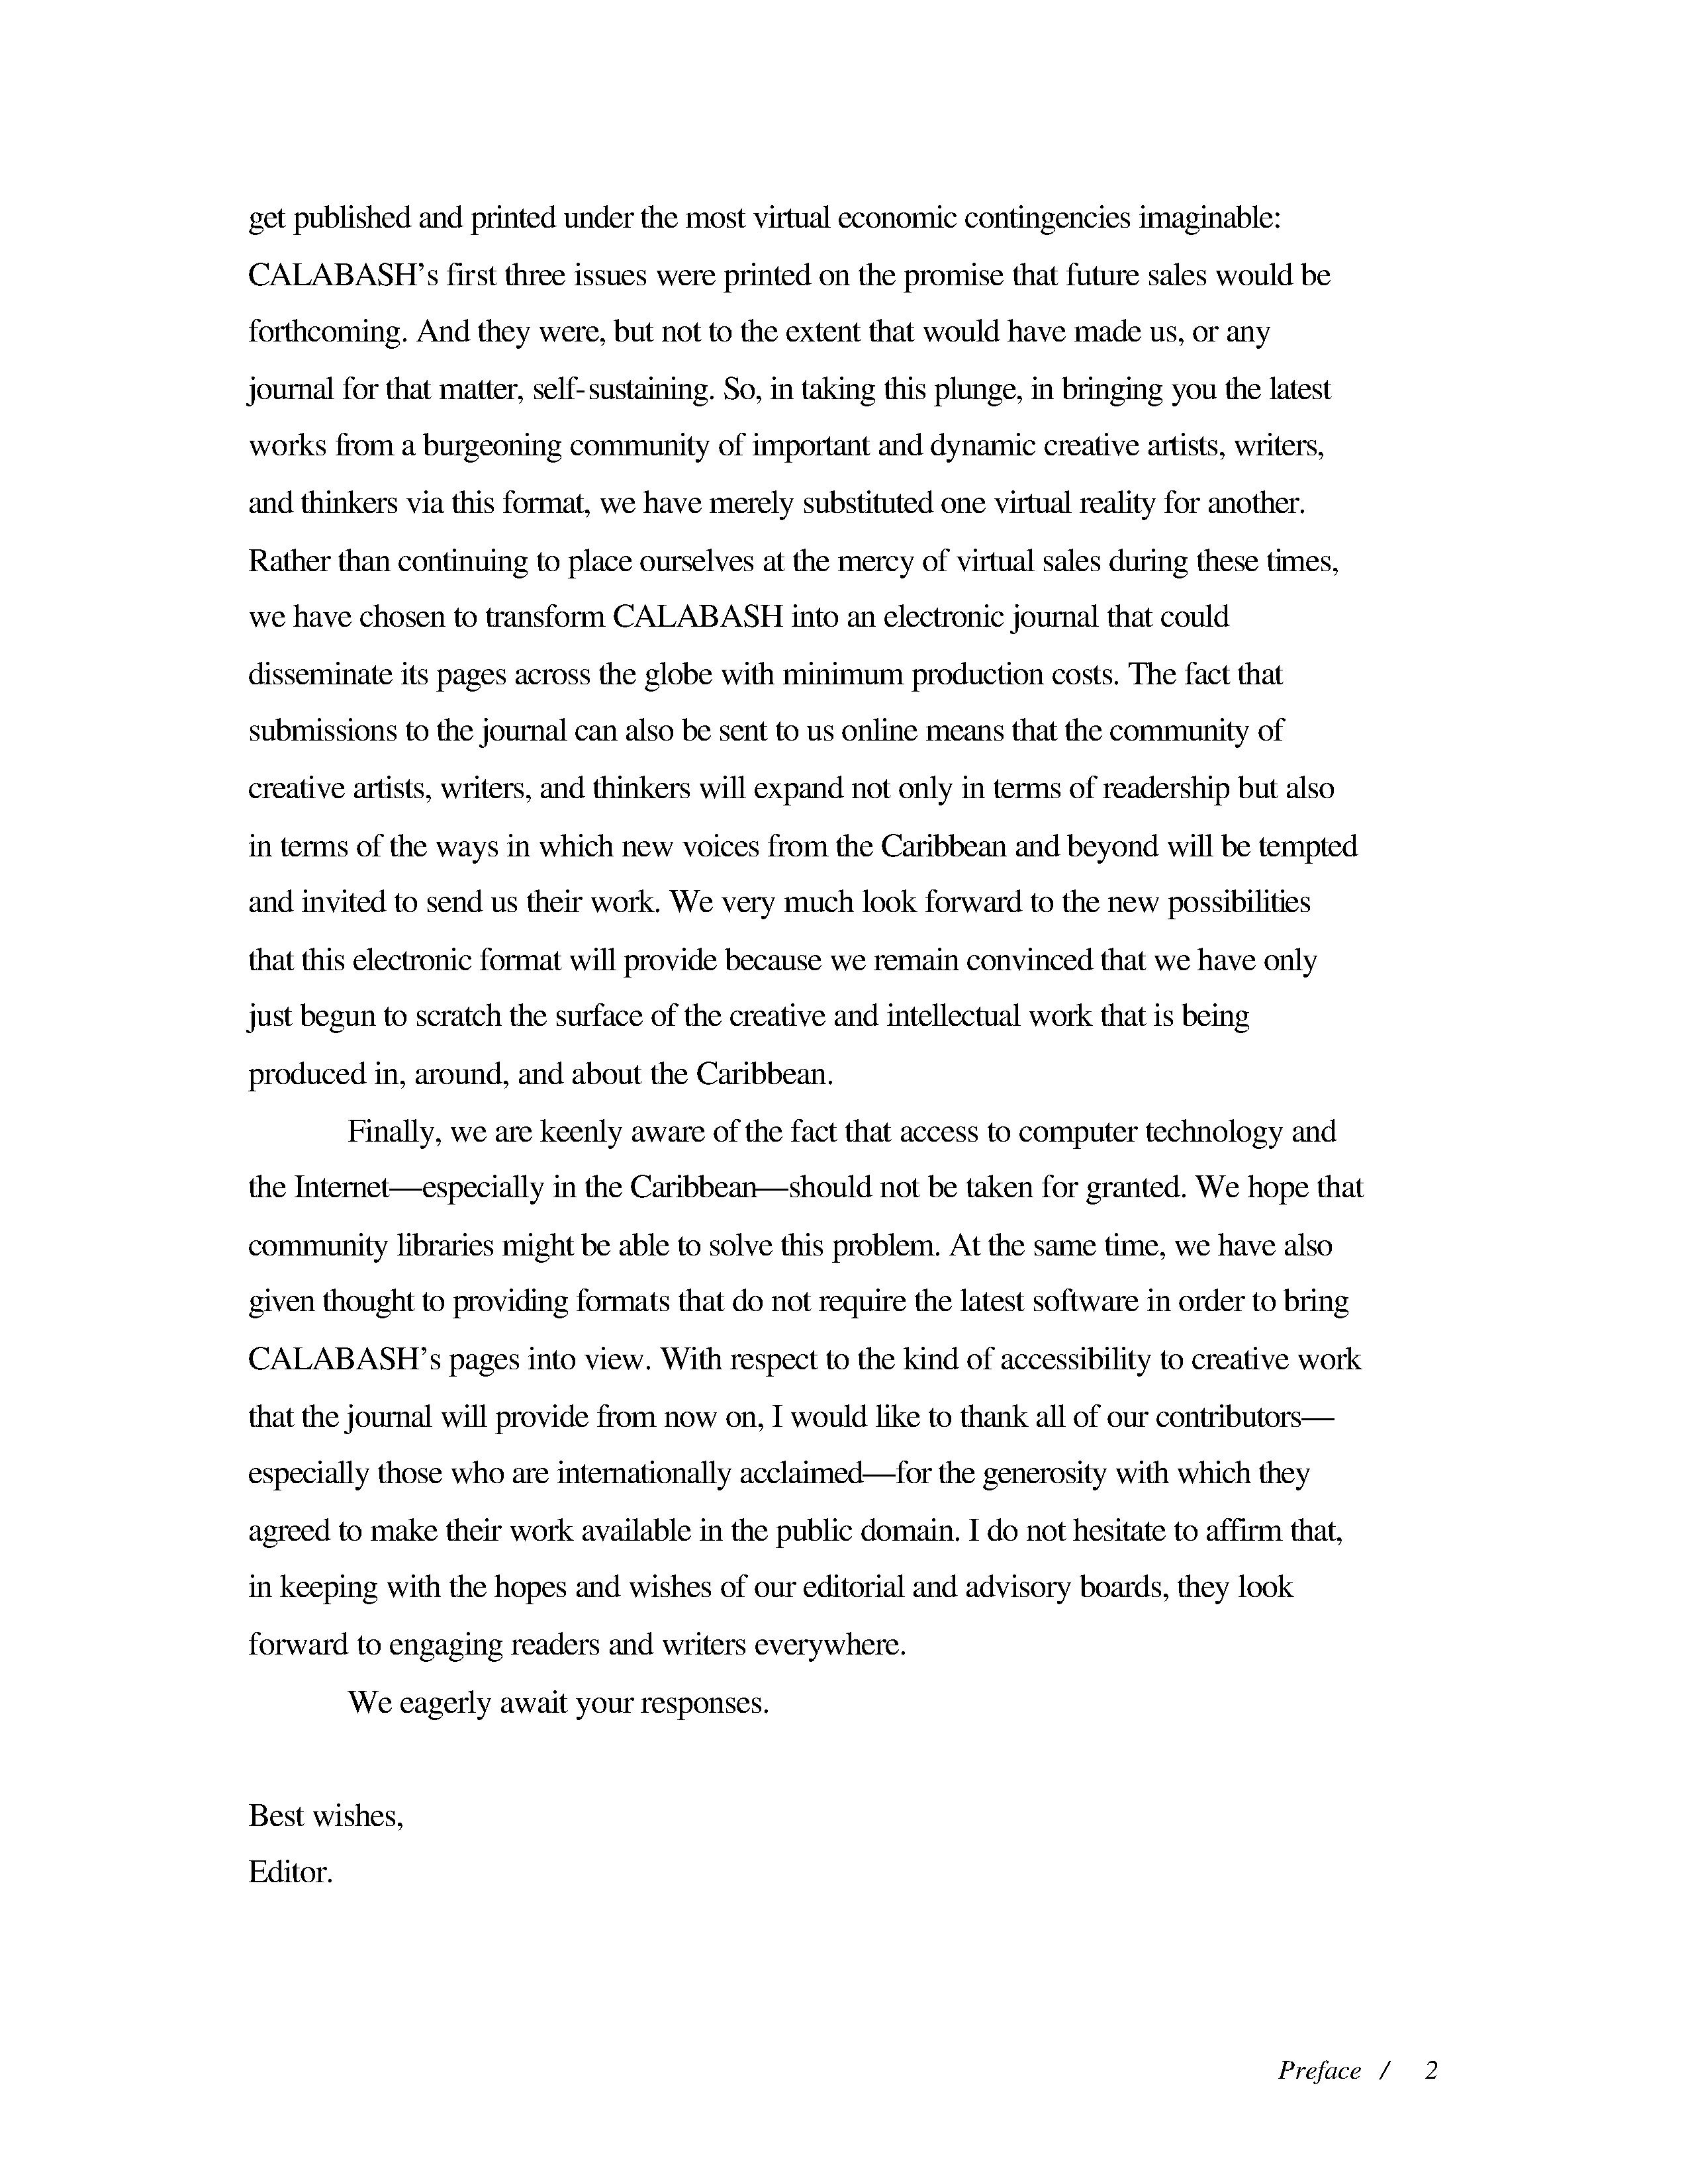 get published and printed under the most virtual economic contingencies imaginable:
CALABASH’s first three issues were printed on the promise that future sales would be
forthcoming. And they were, but not to the extent that would have made us, or any
journal for that matter, self-sustaining. So, in taking this plunge, in bringing you the latest
works from a burgeoning community of important and dynamic creative artists, writers,
and thinkers via this format, we have merely substituted one virtual reality for another.
Rather than continuing to place ourselves at the mercy of virtual sales during these times,
we have chosen to transform CALABASH into an electronic journal that could
disseminate its pages across the globe with minimum production costs. The fact that
submissions to the journal can also be sent to us online means that the community of
creative artists, writers, and thinkers will expand not only in terms of readership but also
in terms of the ways in which new voices from the Caribbean and beyond will be tempted
and invited to send us their work. We very much look forward to the new possibilities
that this electronic format will provide because we remain convinced that we have only
just begun to scratch the surface of the creative and intellectual work that is being
produced in, around, and about the Caribbean.
Finally, we are keenly aware of the fact that access to computer technology and
the Internet—especially in the Caribbean—should not be taken for granted. We hope that
community libraries might be able to solve this problem. At the same time, we have also
given thought to providing formats that do not require the latest software in order to bring
CALABASH’s pages into view. With respect to the kind of accessibility to creative work
that the journal will provide from now on, I would like to thank all of our contributors—
especially those who are internationally acclaimed—for the generosity with which they
agreed to make their work available in the public domain. I do not hesitate to affirm that,
in keeping with the hopes and wishes of our editorial and advisory boards, they look
forward to engaging readers and writers everywhere.
We eagerly await your responses.
Best wishes,
Editor.
Preface / 2